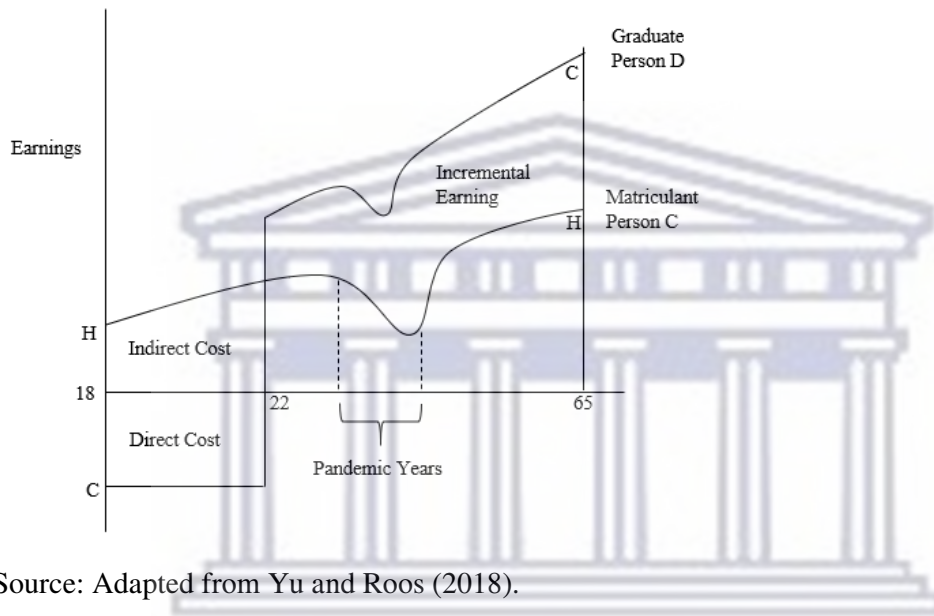 Graduate
Person D
C
Earnings
Incremental
Earning
Matriculant
Person C
H
H
Indirect Cost
18
22
65
Direct Cost
Pandemic Years
C
Source: Adapted from Yu and Roos (2018).